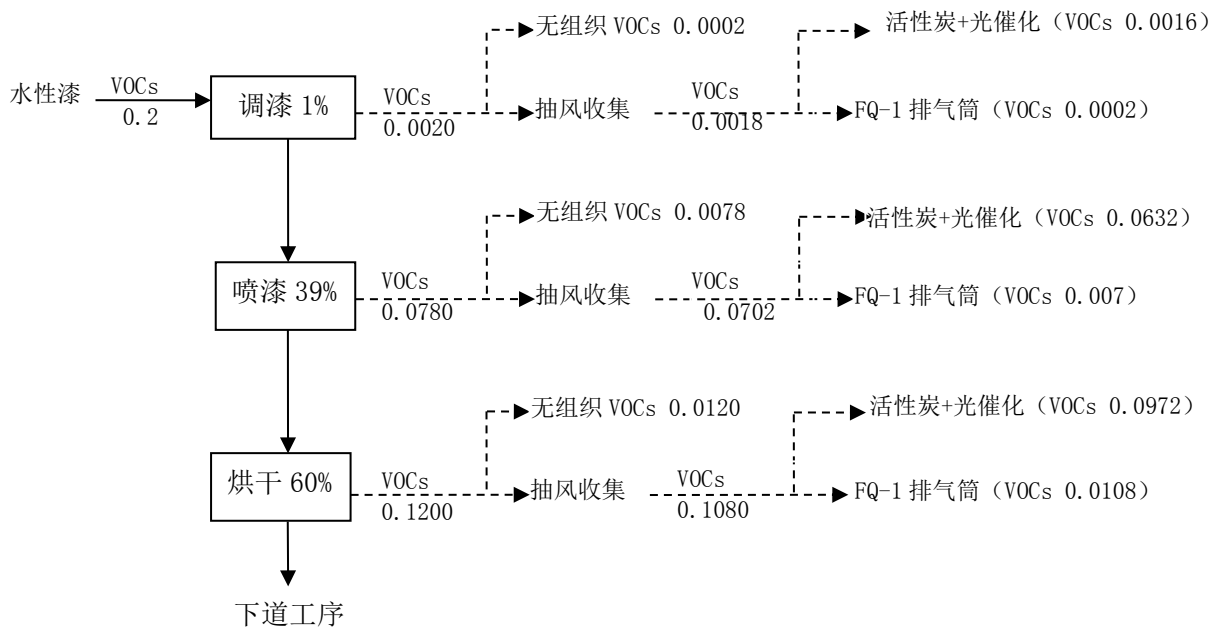 无组织 VOCs 0.0002
活性炭+光催化（VOCs 0.0016）
水性漆
VOCs
0.2
调漆 1%
VOCs
0.0020
抽风收集
VOCs
0.0018
FQ-1 排气筒（VOCs 0.0002）
无组织 VOCs 0.0078
活性炭+光催化（VOCs 0.0632）
喷漆 39%
VOCs
0.0780
抽风收集
VOCs
0.0702
FQ-1 排气筒（VOCs 0.007）
无组织 VOCs 0.0120
活性炭+光催化（VOCs 0.0972）
烘干 60%
VOCs
0.1200
抽风收集
VOCs
0.1080
FQ-1 排气筒（VOCs 0.0108）
下道工序